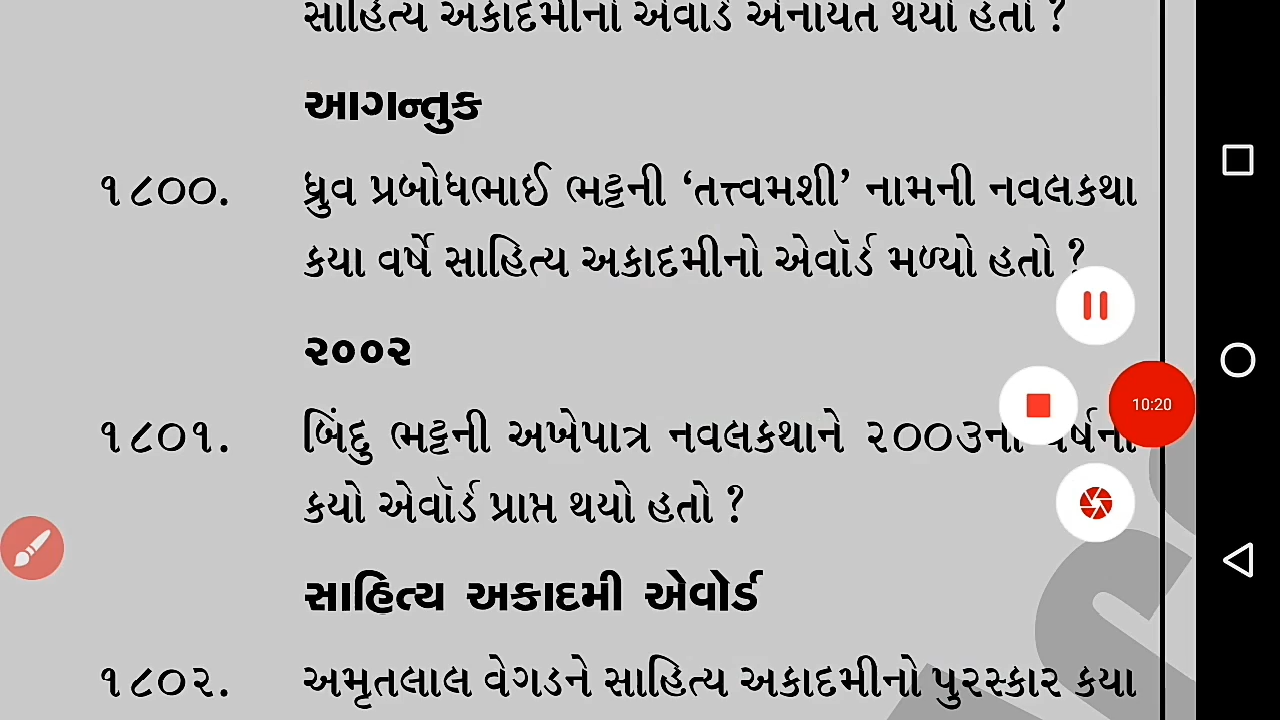 સાહિત્ય અકાદમીનો એવાર્ડ એનાયત થયો હતો ?
આગન્તુક
૧૮૦૦. ધ્રુવ પ્રબોધભાઈ ભટ્ટની ‘તત્ત્વમશી’ નામની નવલકથા
કયા વર્ષે સાહિત્ય અકાદમીનો એવૉર્ડ મળ્યો હતો ?
૨૦૦૨
૧૮૦૧. બિંદુ ભટ્ટની અખેપાત્ર નવલકથાને ૨૦૦૩ના વર્ષનો
કયો એવૉર્ડ પ્રાપ્ત થયો હતો ?
સાહિત્ય અકાદમી એવોર્ડ
૧૮૦૨. અમૃતલાલ વેગડને સાહિત્ય અકાદમીનો પુરસ્કાર કયા
10:20